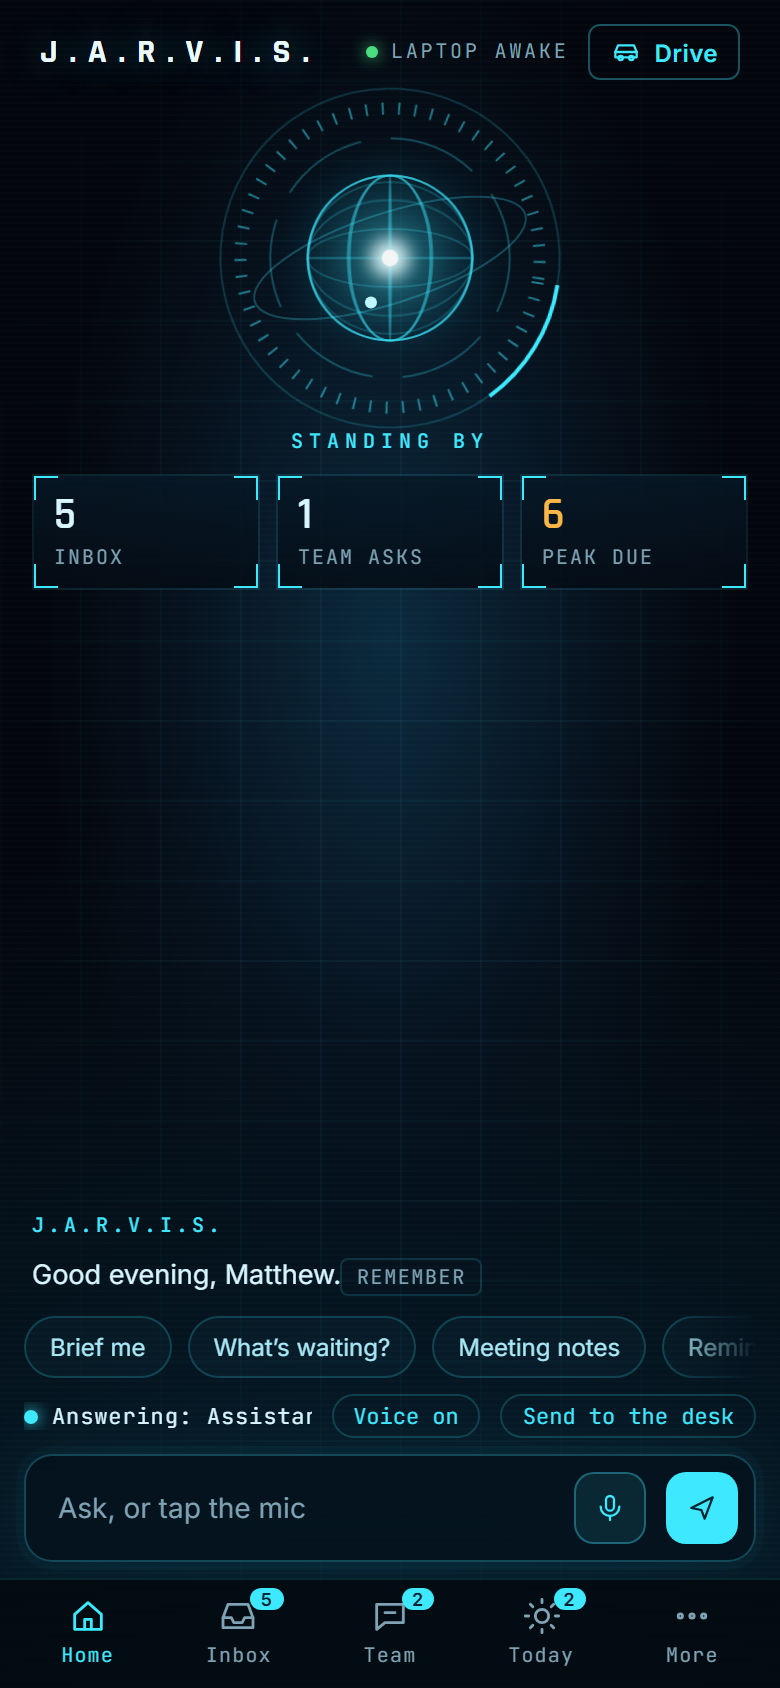 J.A.R.V.I.S.
LAPTOP AWAKE
Drive
STANDING BY
5
INBOX
1
TEAM ASKS
6
PEAK DUE
J.A.R.V.I.S.
Good evening, Matthew. REMEMBER
Brief me
What’s waiting?
Meeting notes
Answering:
Voice on
Send to the desk
Ask, or tap the mic
5
2
2
Home
Inbox
Team
Today
More